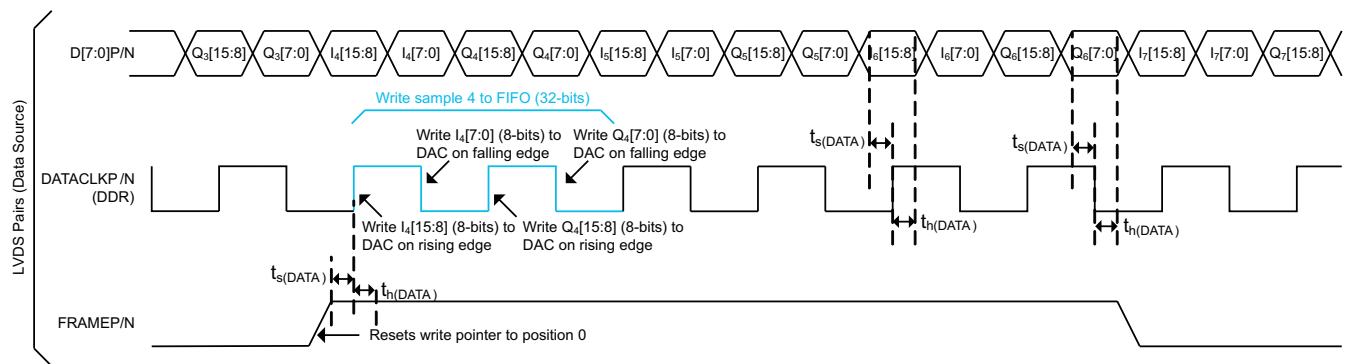 LVDS Pairs (Data Source)
D[7:0]P/N
Q3[15:8] Q3[7:0] I4[15:8] I4[7:0] Q4[15:8] Q4[7:0] I5[15:8] I5[7:0] Q5[15:8] Q5[7:0] I6[15:8] I6[7:0] Q6[15:8] Q6[7:0] I7[15:8] I7[7:0] Q7[15:8]
Write sample 4 to FIFO (32-bits)
Write I4[7:0] (8-bits) to
DAC on falling edge
Write Q4[7:0] (8-bits) to
DAC on falling edge
ts(DATA)
ts(DATA)
DATACLKP/N
(DDR)
Write I4[15:8] (8-bits) to
DAC on rising edge
Write Q4[15:8] (8-bits) to
DAC on rising edge
th(DATA)
th(DATA)
ts(DATA)
th(DATA)
FRAMEP/N
Resets write pointer to position 0